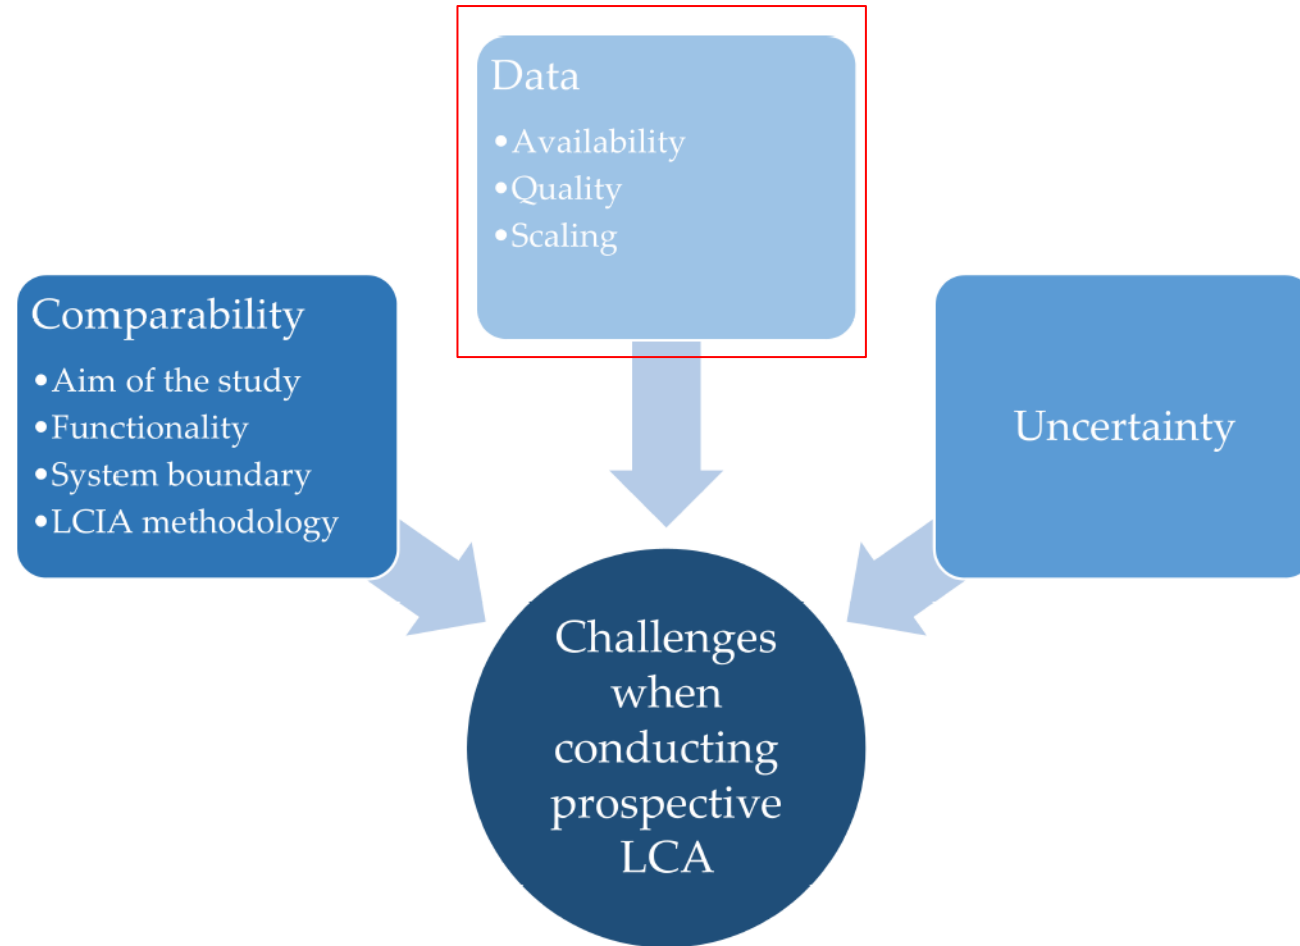 Data
•Availability
•Quality
•Scaling
Comparability
•Aim of the study
•Functionality
•System boundary
•LCIA methodology
Uncertainty
Challenges
when
conducting
prospective
LCA